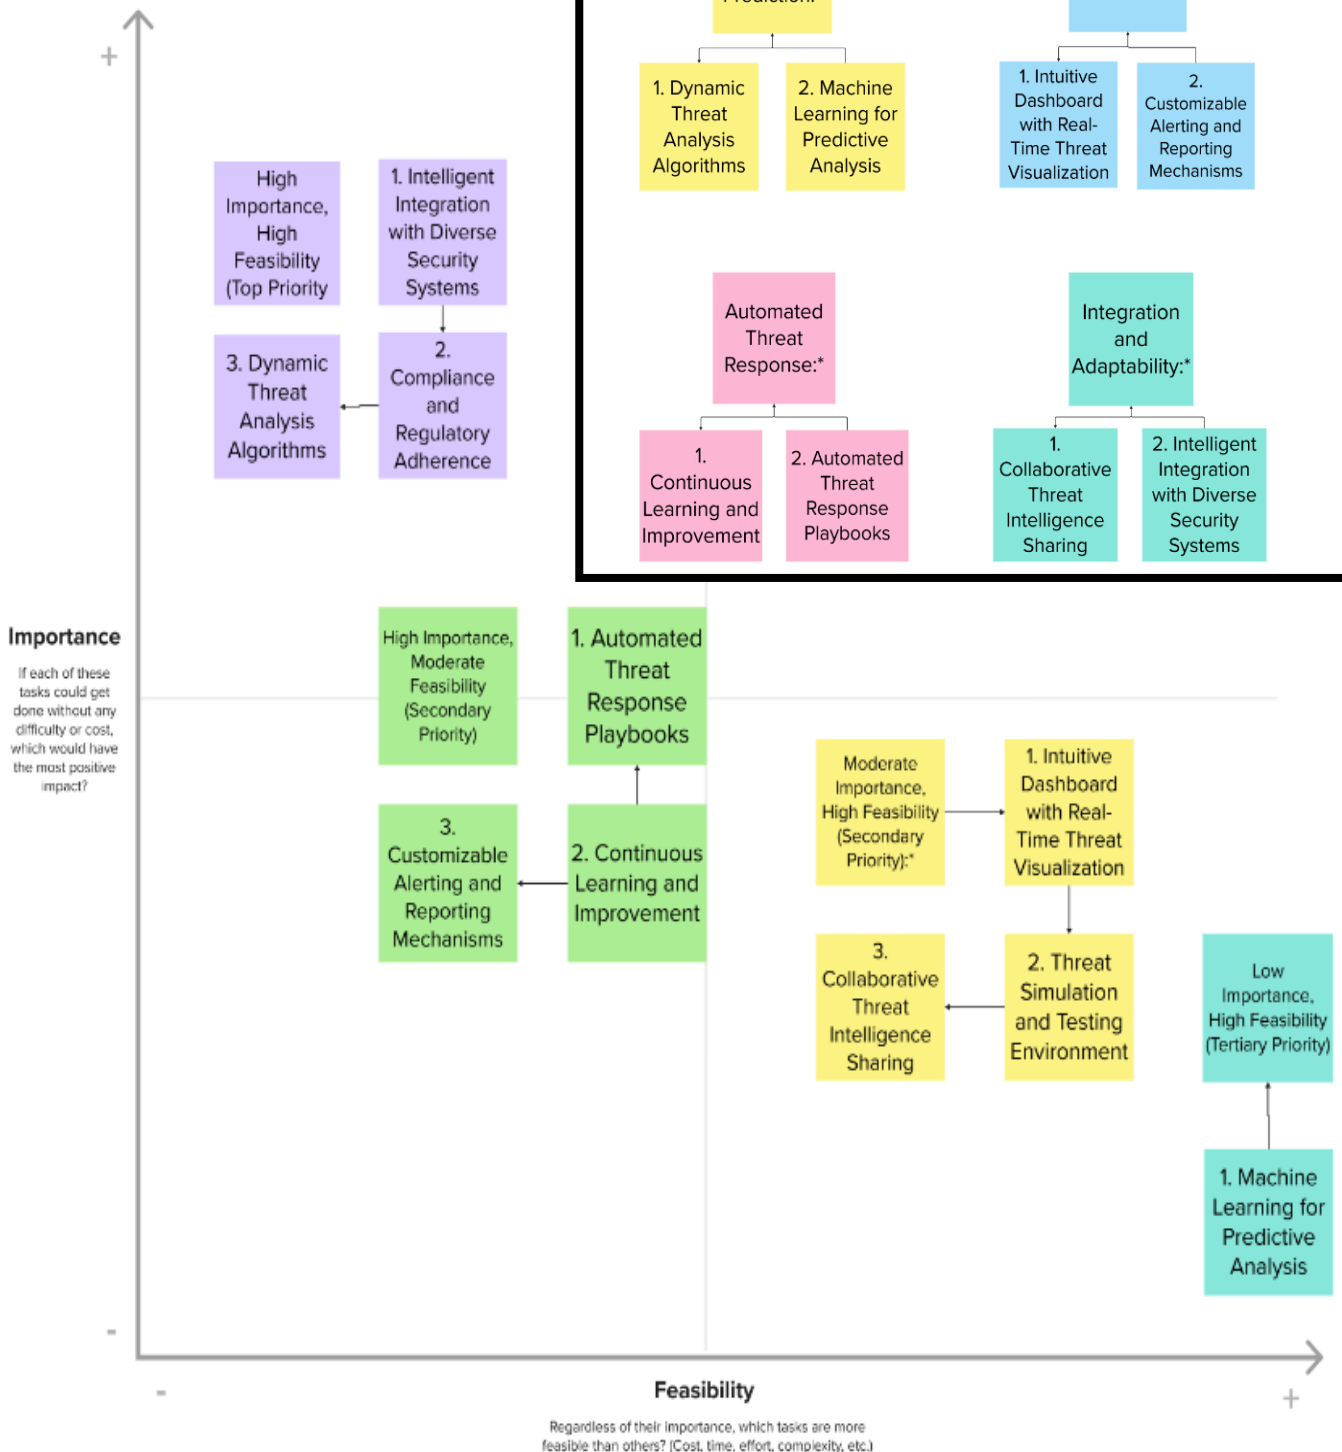 +
High
Importance,
High
Feasibility
(Top Priority
1. Intelligent
Integration
with Diverse
Security
Systems
3. Dynamic
Threat
Analysis
Algorithms
2.
Compliance
and
Regulatory
Adherence
1. Dynamic
Threat
Analysis
Algorithms
2. Machine
Learning for
Predictive
Analysis
1. Intuitive
Dashboard
with Real-
Time Threat
Visualization
2.
Customizable
Alerting and
Reporting
Mechanisms
Automated
Threat
Response:*
1.
Continuous
Learning and
Improvement
2. Automated
Threat
Response
Playbooks
Integration
and
Adaptability:*
1.
Collaborative
Threat
Intelligence
Sharing
2. Intelligent
Integration
with Diverse
Security
Systems
Importance
If each of these
tasks could get
done without any
difficulty or cost,
which would have
the most positive
impact?
High Importance,
Moderate
Feasibility
(Secondary
Priority)
1. Automated
Threat
Response
Playbooks
3.
Customizable
Alerting and
Reporting
Mechanisms
2. Continuous
Learning and
Improvement
Moderate
Importance,
High Feasibility
(Secondary
Priority):*
1. Intuitive
Dashboard
with Real-
Time Threat
Visualization
3.
Collaborative
Threat
Intelligence
Sharing
2. Threat
Simulation
and Testing
Environment
Low
Importance,
High Feasibility
(Tertiary Priority)
1. Machine
Learning for
Predictive
Analysis
-
-
Feasibility
+
Regardless of their importance, which tasks are more
feasible than others? (Cost, time, effort, complexity, etc.)